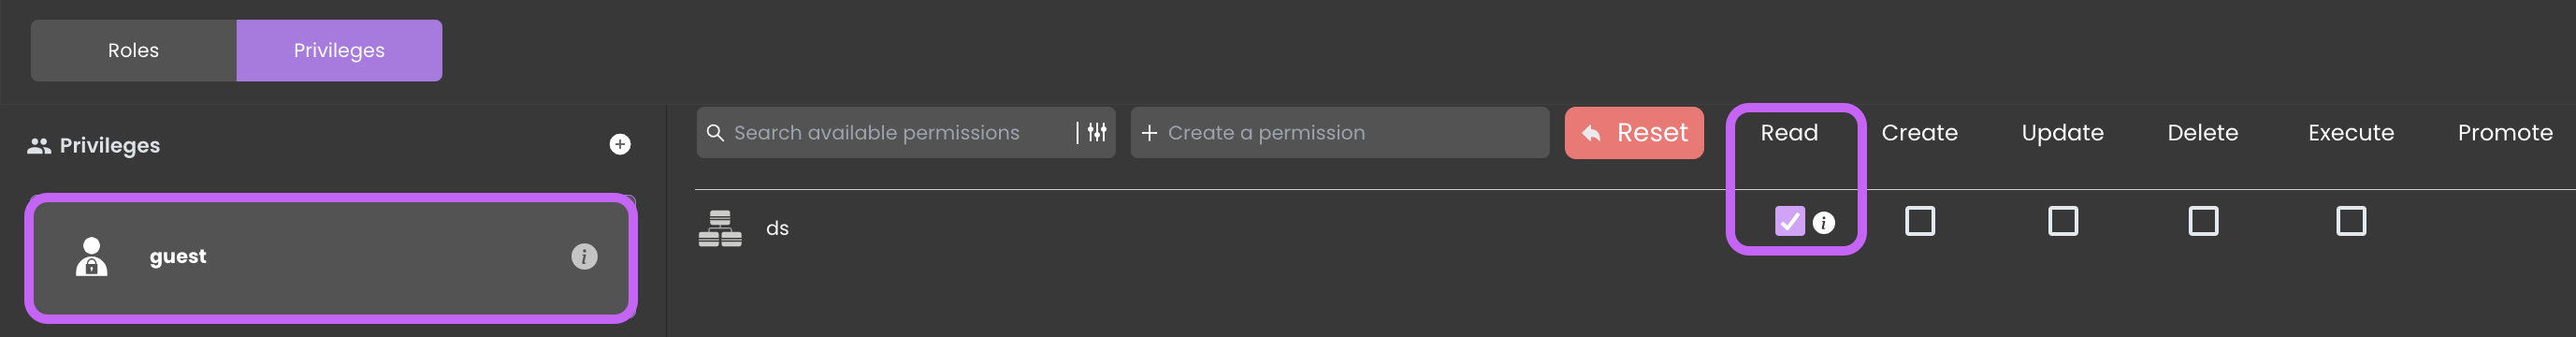 Roles Privileges
Privileges
Search available permissions Create a permission Reset Read Create Update Delete Execute Promote
guest
ds